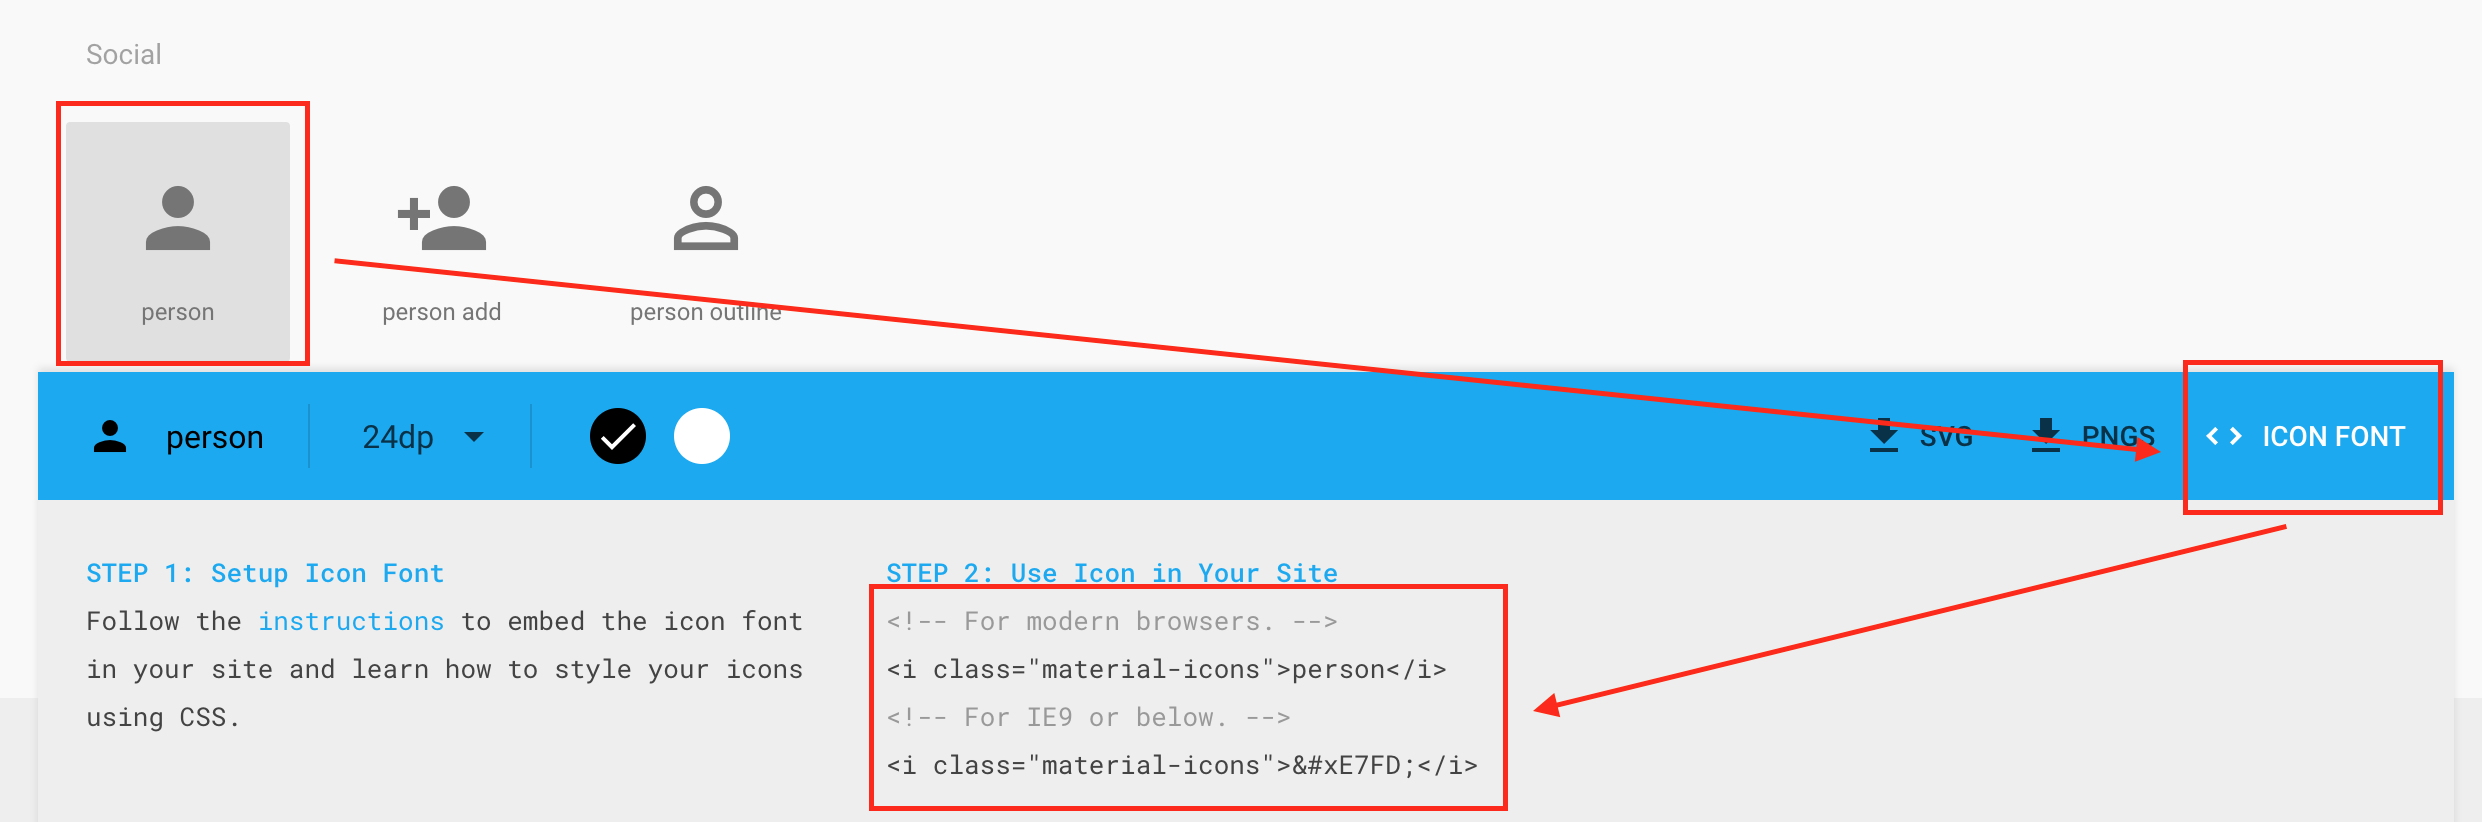 Social
person
person add
person outline
person
24dp
SVG
PNGS
< > ICON FONT
STEP 1: Setup Icon Font
Follow the instructions to embed the icon font
in your site and learn how to style your icons
using CSS.
STEP 2: Use Icon in Your Site
<!-- For modern browsers. -->
<i class="material-icons">person</i>
<!-- For IE9 or below. -->
<i class="material-icons">&#xE7FD;</i>